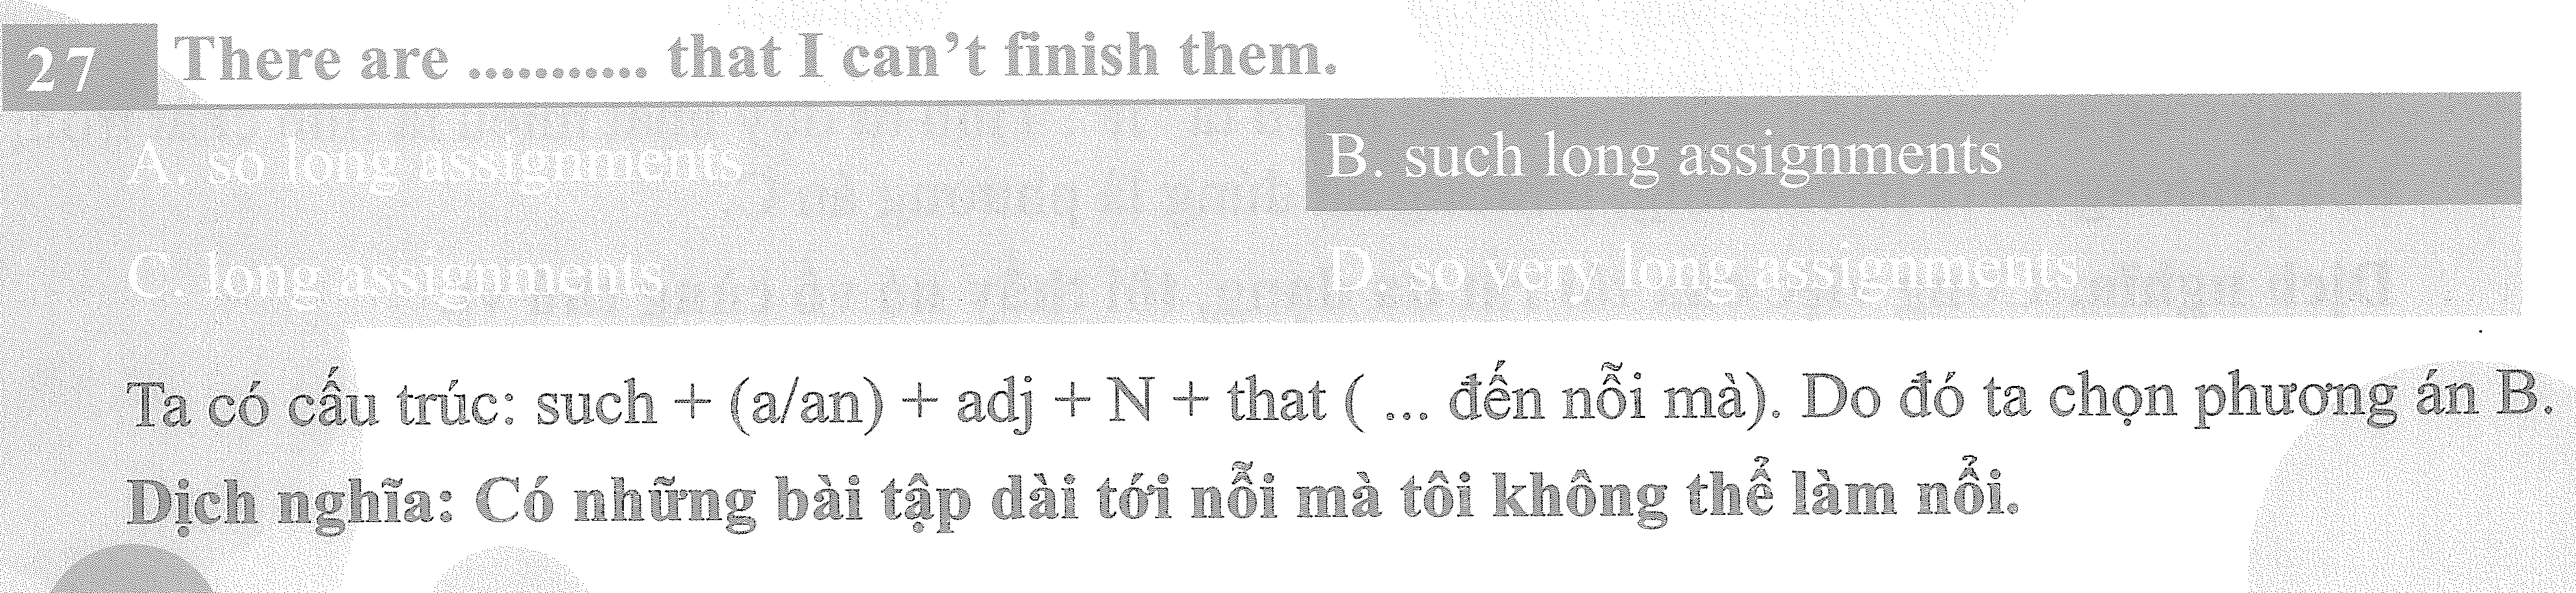 27 There are ........... that I can't finish them.
A. so long assignments B. such long assignments
C. long assignments D. so very long assignments
Ta có cấu trúc: such + (a/an) + adj + N + that ( ... đến nỗi mà). Do đó ta chọn phương án B.
Dịch nghĩa: Có những bài tập dài tới nỗi mà tôi không thể làm nổi.